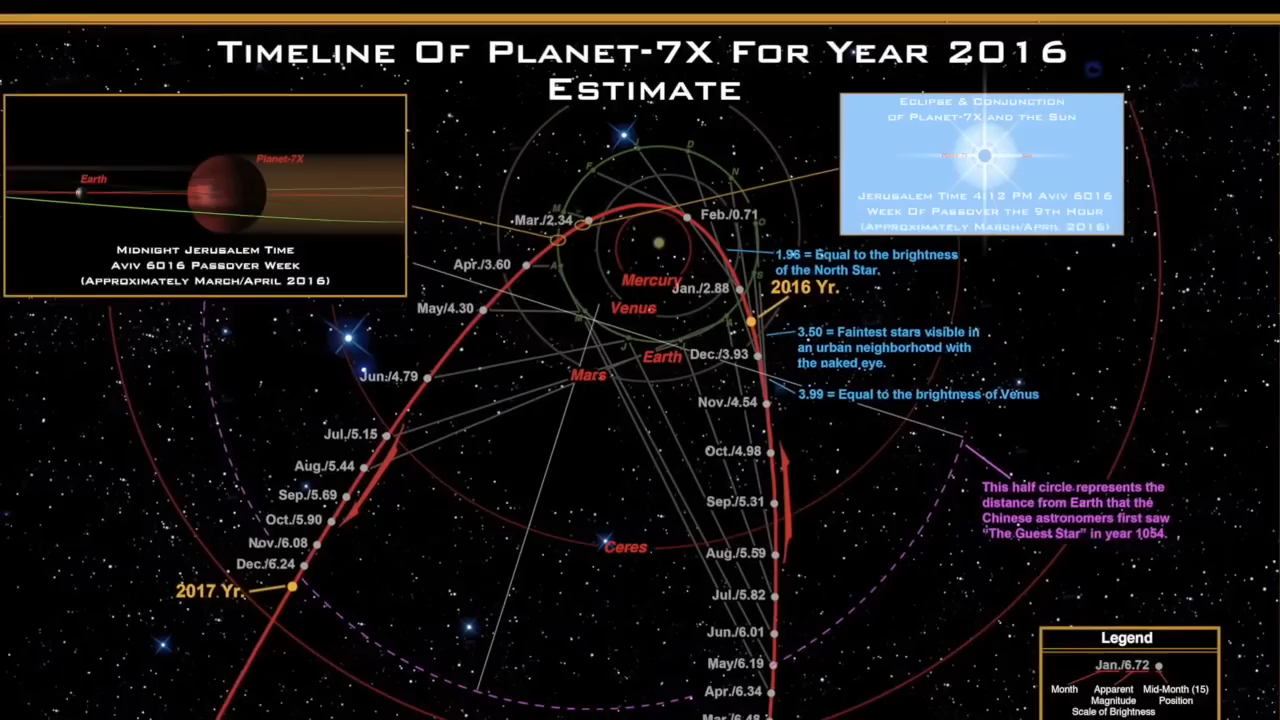 Timeline Of Planet-7X For Year 2016
Estimate
Planet-7X
Earth
Midnight Jerusalem Time
Aviv 6016 Passover Week
(Approximately March/April 2016)
Eclipse & Conjunction
of Planet-7X and the Sun
Jerusalem Time 4:12 PM Aviv 6016
Week Of Passover the 9th Hour
(Approximately March/April 2016)
Mar./2.34
Feb./0.71
Apr./3.60
May/4.30
Jun./4.79
Jul./5.15
Aug./5.44
Sep./5.69
Oct./5.90
Nov./6.08
Dec./6.24
2017 Yr.
Mercury
Venus
Earth
Mars
Ceres
Jan./2.88
2016 Yr.
Dec./3.93
Nov./4.54
Oct./4.98
Sep./5.31
Aug./5.59
Jul./5.82
Jun./6.01
May/6.19
Apr./6.34
Mar./6.48
1.96 = Equal to the brightness
of the North Star.
3.50 = Faintest stars visible in
an urban neighborhood with
the naked eye.
3.99 = Equal to the brightness of Venus
This half circle represents the
distance from Earth that the
Chinese astronomers first saw
"The Guest Star" in year 1054.
Legend
Jan./6.72
Month
Apparent
Magnitude
Scale of Brightness
Mid-Month (15)
Position